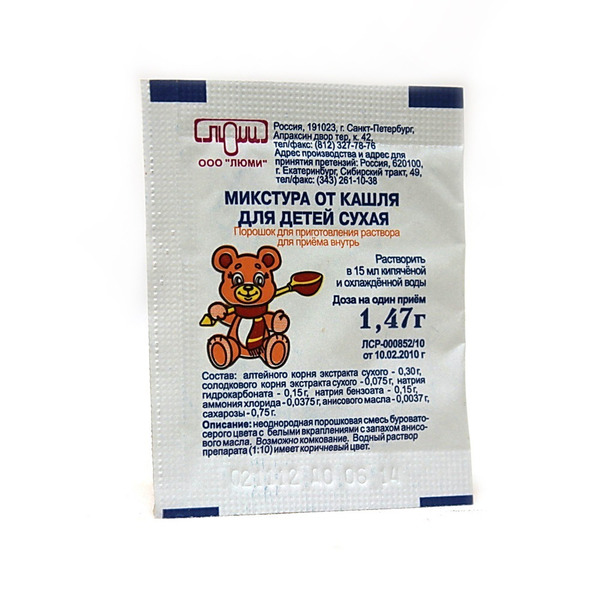 ЛЮМИ
ООО "ЛЮМИ"
Россия, 191023, г. Санкт-Петербург,
Апраксин двор тер, к. 42,
тел/факс: (812) 327-78-76
Адрес производства и адрес для
принятия претензий: Россия, 620100,
г. Екатеринбург, Сибирский тракт, 49,
тел/факс: (343) 261-10-38
МИКСТУРА ОТ КАШЛЯ
ДЛЯ ДЕТЕЙ СУХАЯ
Порошок для приготовления раствора
для приёма внутрь
Растворить
в 15 мл кипячёной
и охлаждённой воды
Доза на один приём
1,47г
ЛСР-000852/10
от 10.02.2010 г
Состав: алтейного корня экстракта сухого - 0,30г,
солодкового корня экстракта сухого - 0,075г, натрия
гидрокарбоната - 0,15г, натрия бензоата - 0,15г,
аммония хлорида - 0,0375г, анисового масла - 0,0037г,
сахарозы - 0,75г.
Описание: неоднородная порошковая смесь буровато-
серого цвета с белыми вкраплениями с запахом анисо-
вого масла. Возможно комкование. Водный раствор
препарата (1:10) имеет коричневый цвет.
ДО 06 14